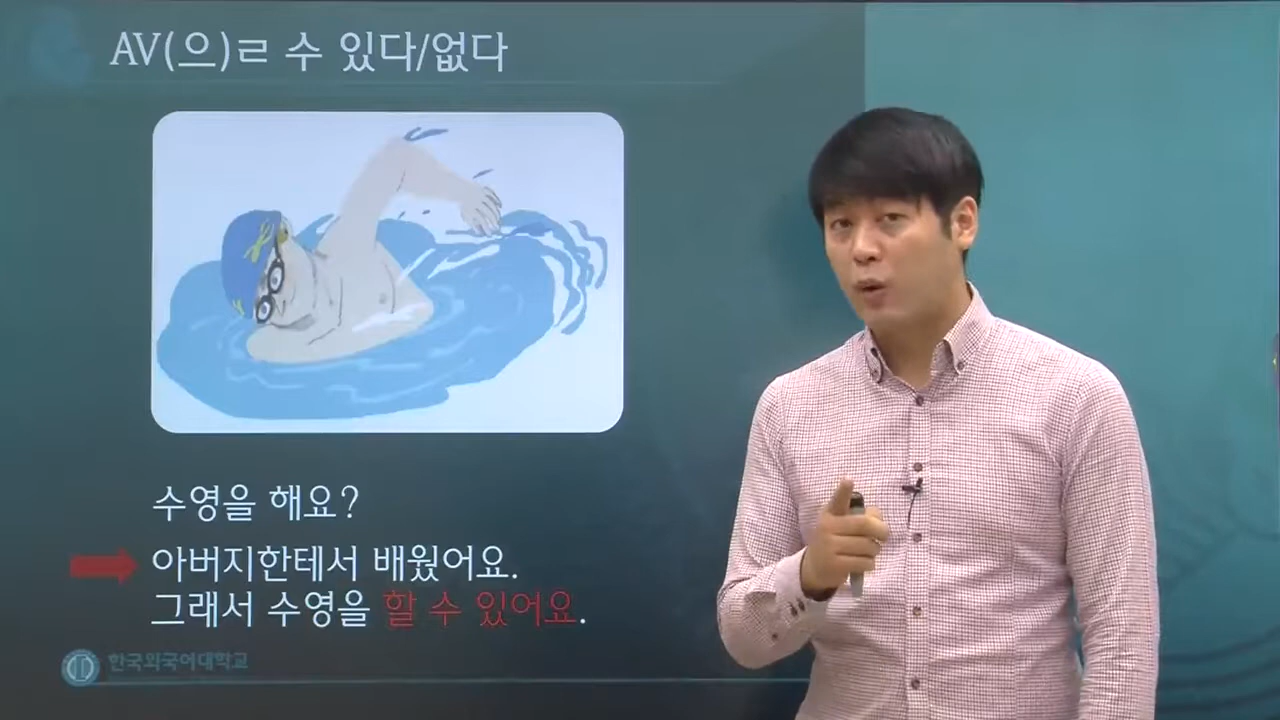 AV(으)ㄹ 수 있다/없다
수영을 해요?
아버지한테서 배웠어요.
그래서 수영을 할 수 있어요.
한국외국어대학교